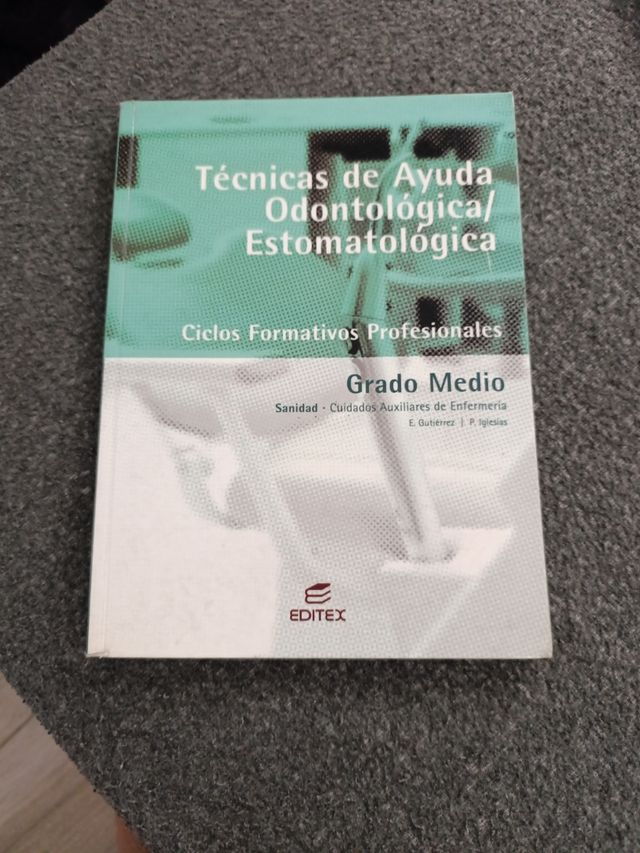 Técnicas de Ayuda
Odontológica/
Estomatológica
Ciclos Formativos Profesionales
Grado Medio
Sanidad · Cuidados Auxiliares de Enfermería
E. Gutiérrez | P. Iglesias
EDITEX